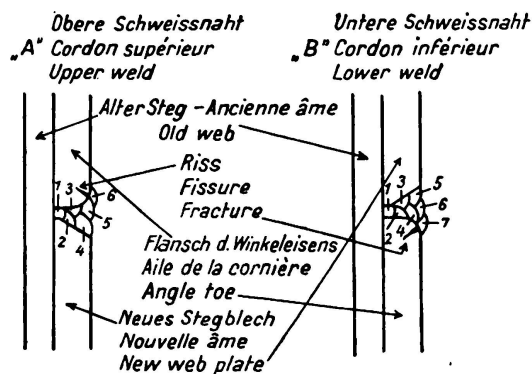 Obere Schweissnaht
„A" Cordon supérieur
Upper weld
Untere Schweissnaht
„B" Cordon inférieur
Lower weld
Alter Steg - Ancienne âme
Old web
Riss
Fissure
Fracture
1 3 6
5
2 4
1 3 5
6
2 4 7
Flansch d. Winkeleisens
Aile de la cornière
Angle toe
Neues Stegblech
Nouvelle âme
New web plate